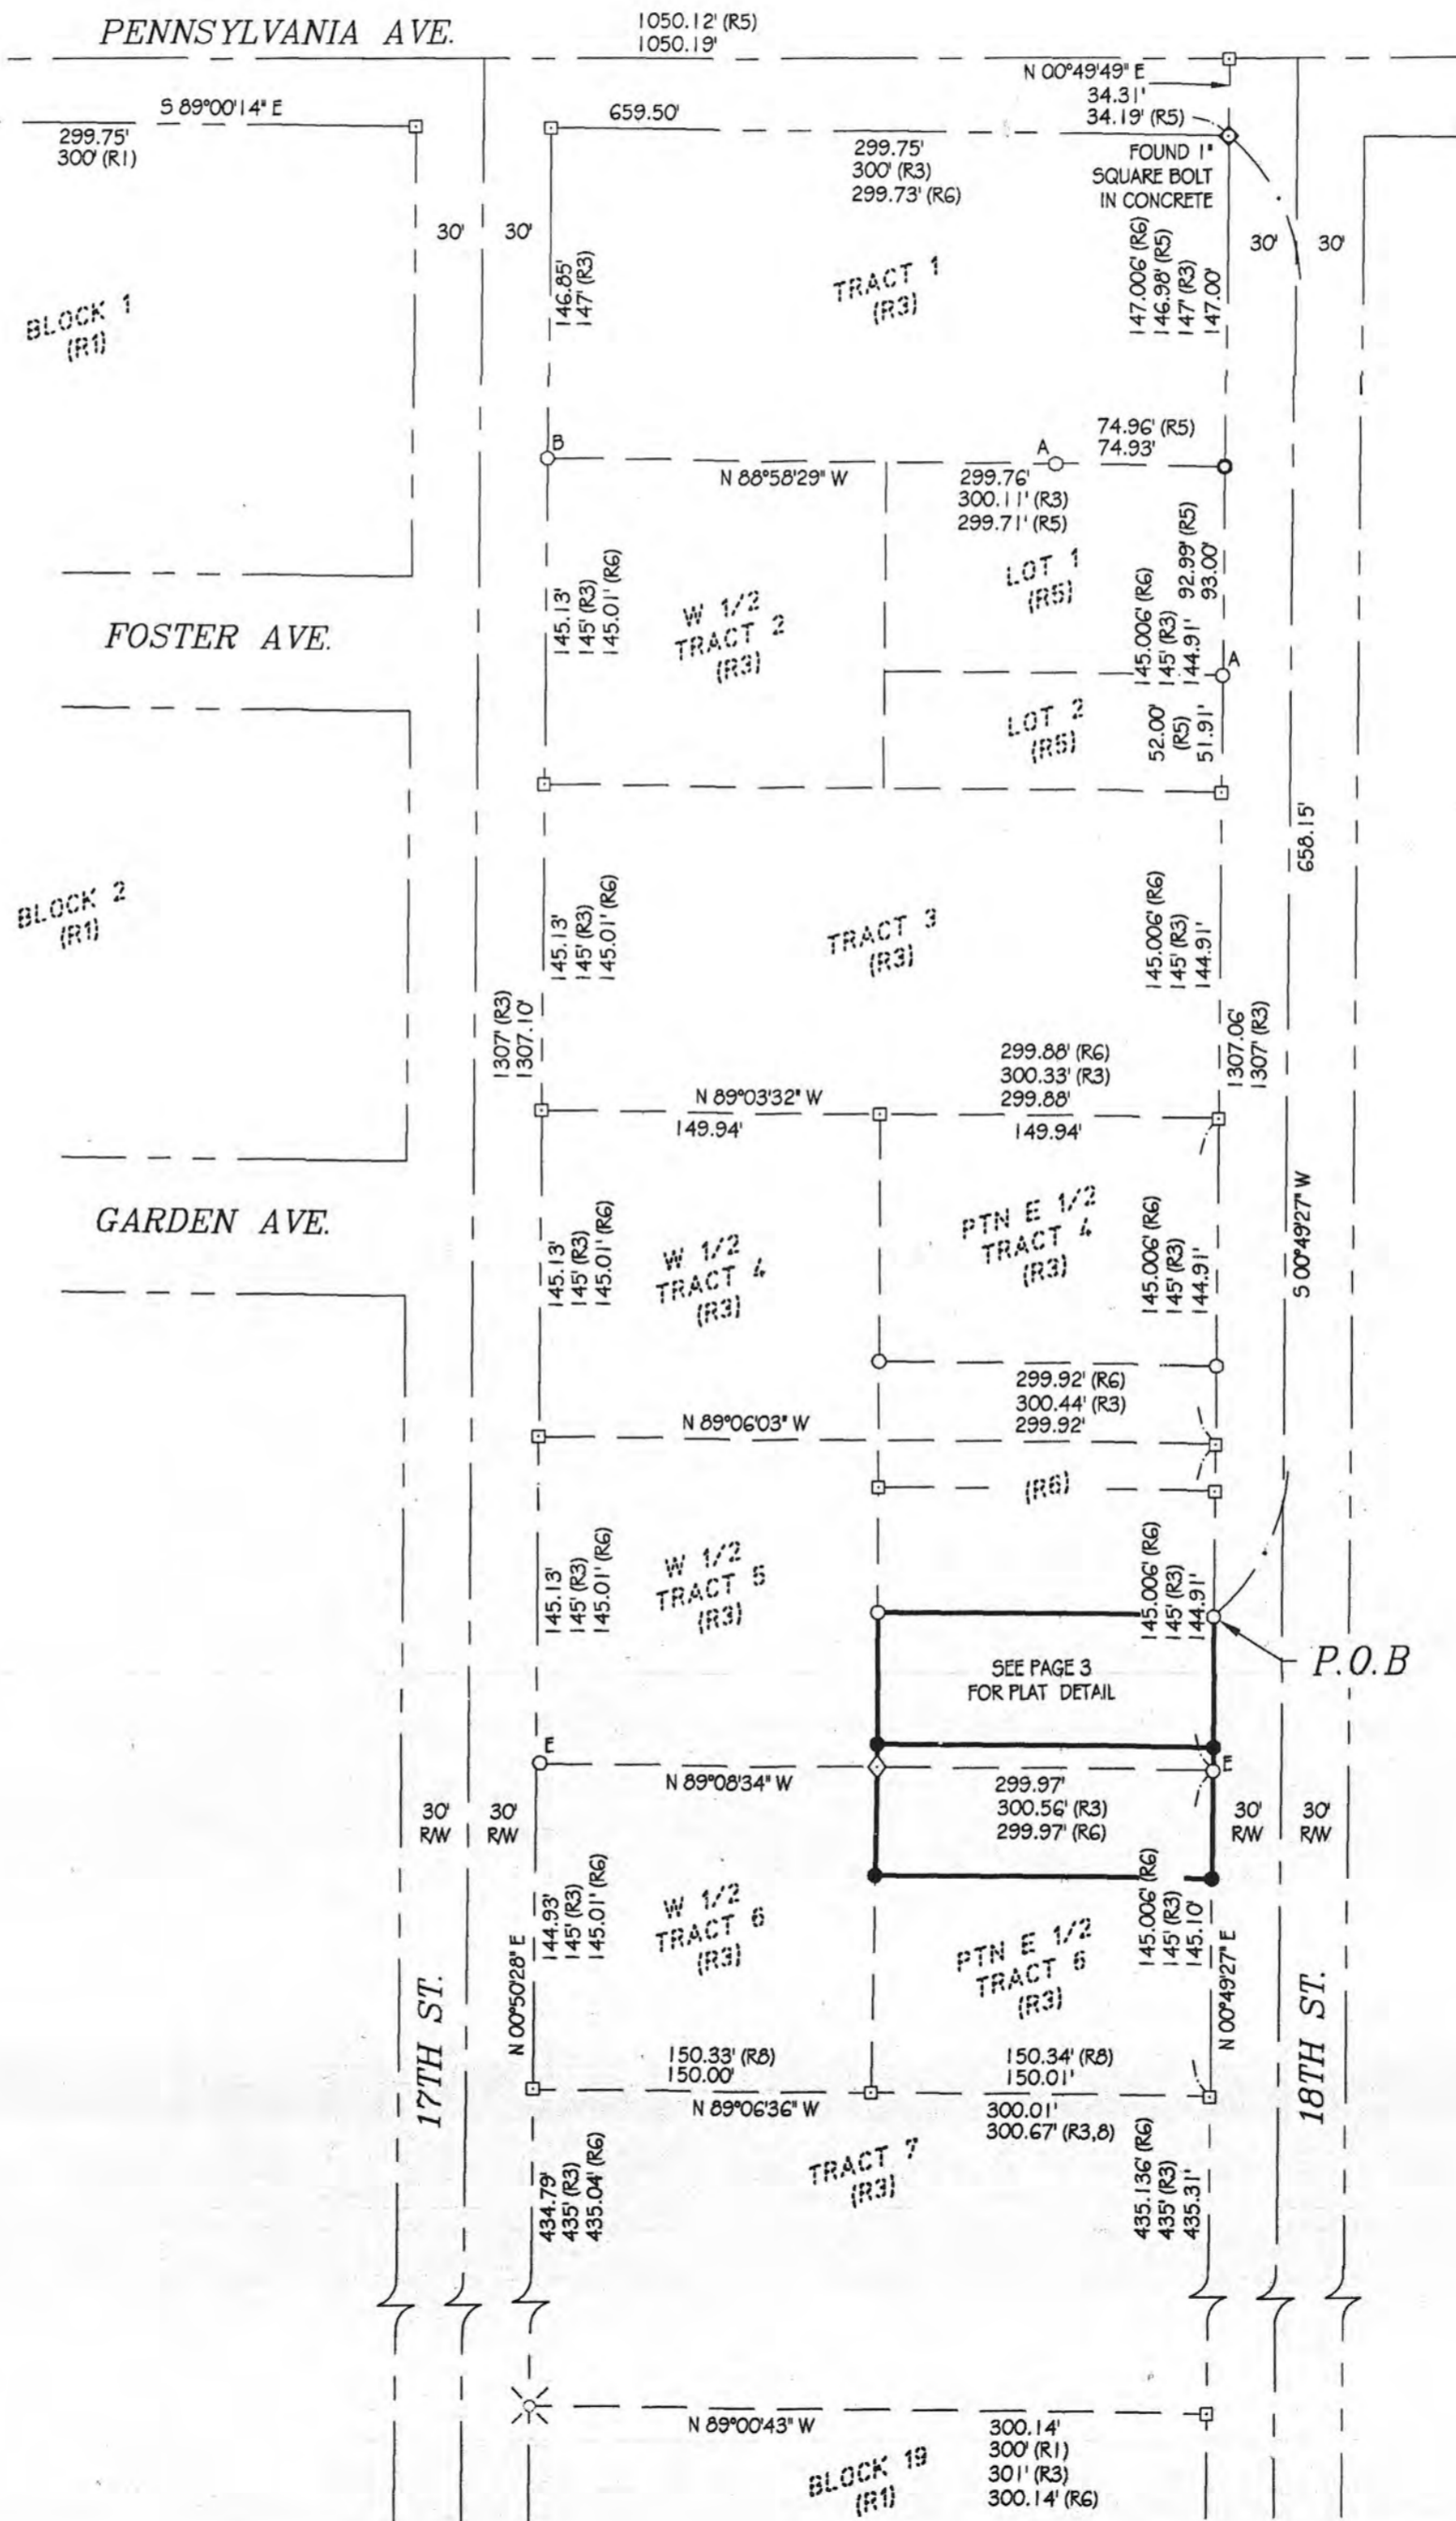 PENNSYLVANIA AVE.
1050.12' (R5)
1050.19'
N 00°49'49" E
34.31'
34.19' (R5)
S 89°00'14" E
299.75'
300' (R1)
659.50'
299.75'
300' (R3)
299.73' (R6)
FOUND 1"
SQUARE BOLT
IN CONCRETE
30'
30'
30'
30'
BLOCK 1
(R1)
146.85'
147' (R3)
TRACT 1
(R3)
147.006' (R6)
146.98' (R5)
147' (R3)
147.00'
B
N 88°58'29" W
A
74.96' (R5)
74.93'
299.76'
300.11' (R3)
299.71' (R5)
FOSTER AVE.
145.13'
145' (R3)
145.01' (R6)
W 1/2
TRACT 2
(R3)
LOT 1
(R5)
92.99' (R5)
93.00'
145.006' (R6)
145' (R3)
144.91'
A
LOT 2
(R5)
52.00'
(R5)
51.91'
658.15'
BLOCK 2
(R1)
145.13'
145' (R3)
145.01' (R6)
TRACT 3
(R3)
145.006' (R6)
145' (R3)
144.91'
1307' (R3)
1307.10'
1307.06'
1307' (R3)
299.88' (R6)
300.33' (R3)
299.88'
N 89°03'32" W
149.94'
149.94'
GARDEN AVE.
145.13'
145' (R3)
145.01' (R6)
W 1/2
TRACT 4
(R3)
PTN E 1/2
TRACT 4
(R3)
145.006' (R6)
145' (R3)
144.91'
S 00°49'27" W
299.92' (R6)
300.44' (R3)
299.92'
N 89°06'03" W
(R6)
145.13'
145' (R3)
145.01' (R6)
W 1/2
TRACT 5
(R3)
145.006' (R6)
145' (R3)
144.91'
SEE PAGE 3
FOR PLAT DETAIL
P.O.B
E
N 89°08'34" W
E
299.97'
300.56' (R3)
299.97' (R6)
30'
R/W
30'
R/W
30'
R/W
30'
R/W
144.93'
145' (R3)
145.01' (R6)
W 1/2
TRACT 6
(R3)
PTN E 1/2
TRACT 6
(R3)
145.006' (R6)
145' (R3)
145.10'
N 00°50'28" E
N 00°49'27" E
17TH ST.
18TH ST.
150.33' (R8)
150.00'
150.34' (R8)
150.01'
N 89°06'36" W
300.01'
300.67' (R3,8)
TRACT 7
(R3)
434.79'
435' (R3)
435.04' (R6)
435.136' (R6)
435' (R3)
435.31'
N 89°00'43" W
300.14'
300' (R1)
301' (R3)
300.14' (R6)
BLOCK 19
(R1)